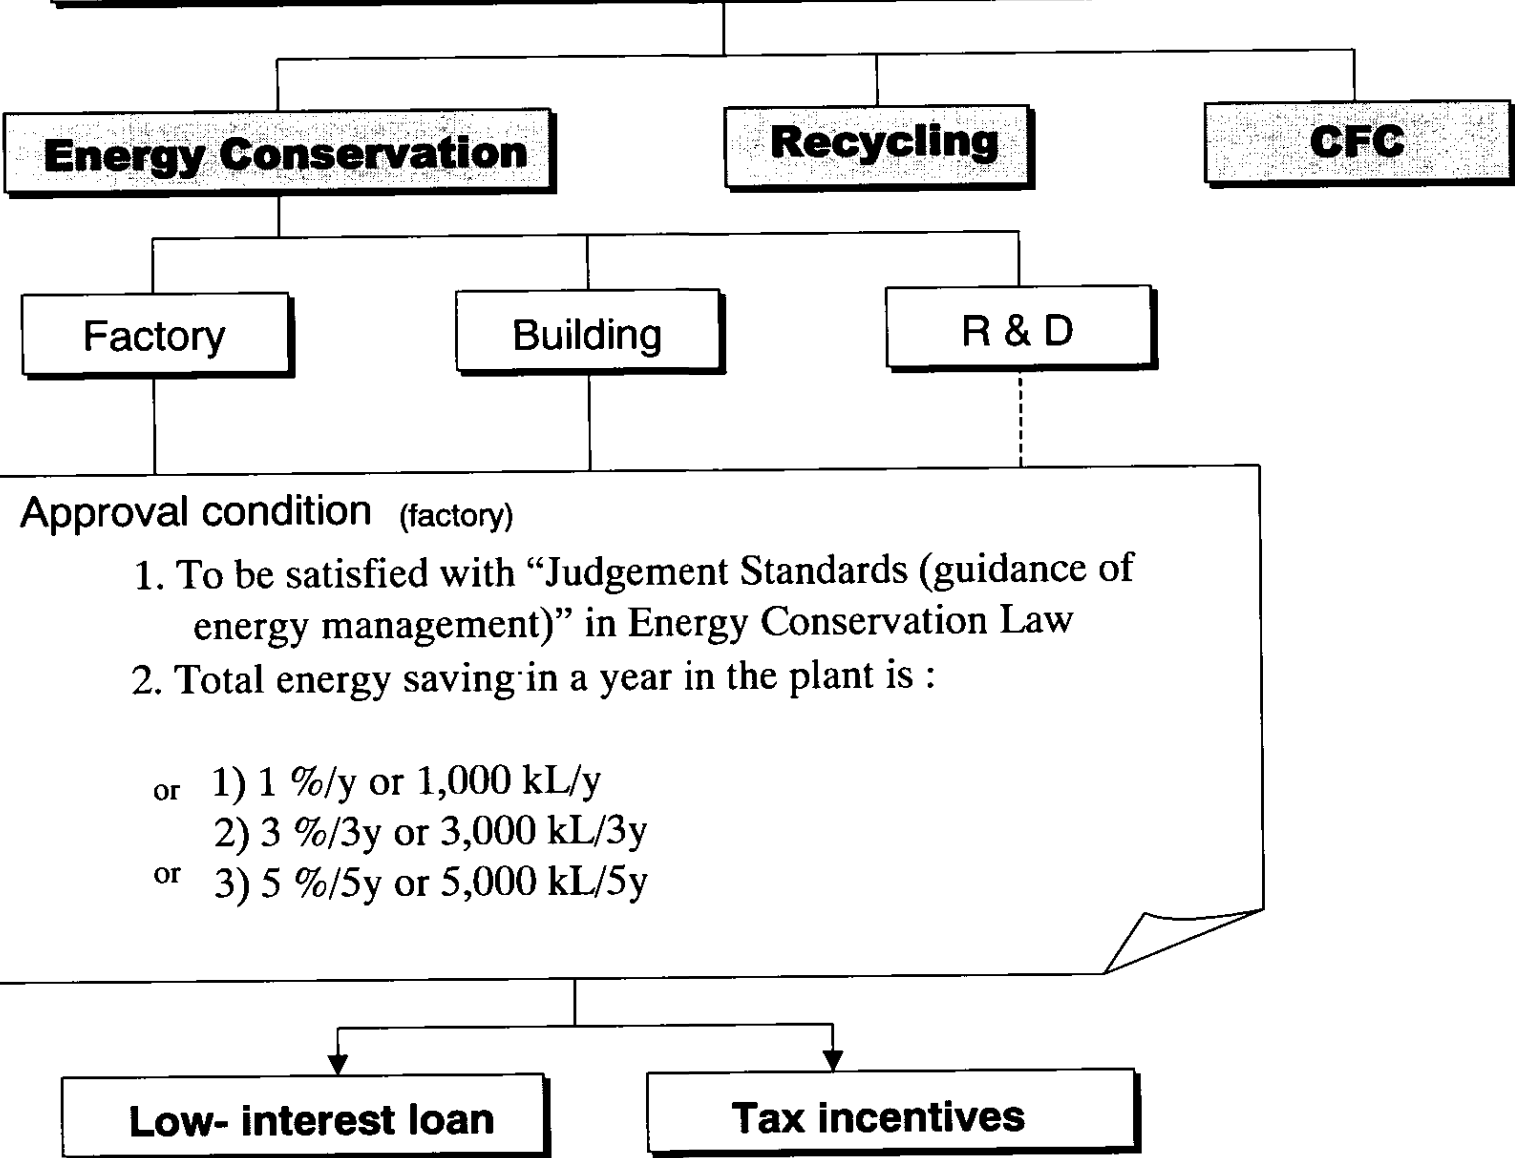 Energy Conservation
Recycling
CFC
Factory
Building
R & D
Approval condition (factory)
1. To be satisfied with “Judgement Standards (guidance of
energy management)” in Energy Conservation Law
2. Total energy saving in a year in the plant is :
or 1) 1 %/y or 1,000 kL/y
2) 3 %/3y or 3,000 kL/3y
or 3) 5 %/5y or 5,000 kL/5y
Low- interest loan
Tax incentives